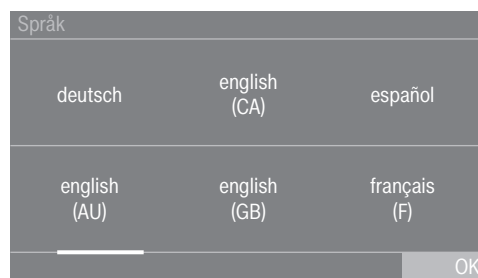 Språk
deutsch
english
(CA)
español
english
(AU)
english
(GB)
français
(F)
OK